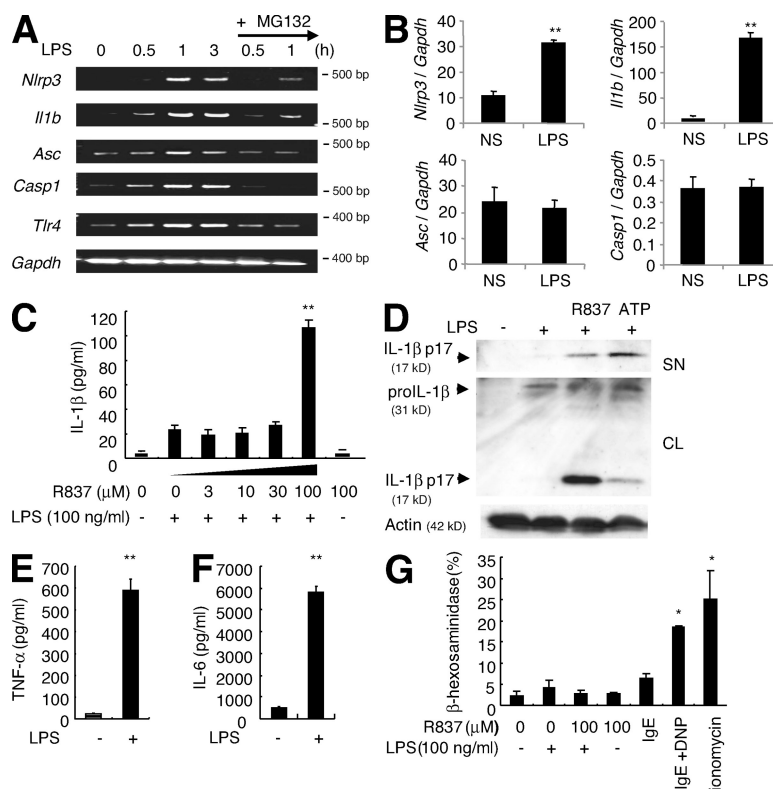 A
+ MG132
LPS 0 0.5 1 3 0.5 1 (h)
Nlrp3 500 bp
Il1b 500 bp
Asc 500 bp
Casp1 500 bp
Tlr4 400 bp
Gapdh 400 bp
B
Nlrp3 / Gapdh
40
30
20
10
0
**
NS LPS
Il1b / Gapdh
200
150
100
50
0
**
NS LPS
Asc / Gapdh
40
30
20
10
0
NS LPS
Casp1 / Gapdh
0.5
0.4
0.3
0.2
0.1
0
NS LPS
C
IL-1β (pg/ml)
120
100
80
60
40
20
**
R837 (μM) 0 0 3 10 30 100 100
LPS (100 ng/ml) - + + + + + -
D
R837 ATP
LPS - + + +
IL-1β p17
(17 kD)
SN
proIL-1β
(31 kD)
CL
IL-1β p17
(17 kD)
Actin (42 kD)
E
TNF-α (pg/ml)
700
600
500
400
300
200
100
0
**
LPS - +
F
IL-6 (pg/ml)
7000
6000
5000
4000
3000
2000
1000
0
**
LPS - +
G
β-hexosaminidase(%)
35
30
25
20
15
10
5
0
* *
R837 (μM) 0 0 100 100
LPS(100 ng/ml) - + + -
IgE
IgE +DNP
ionomycin